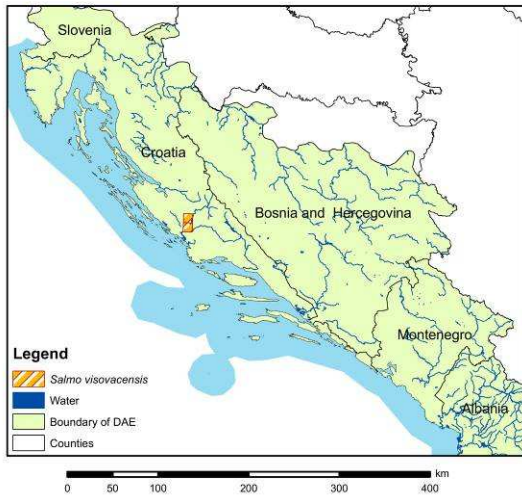 Slovenia
Croatia
Bosnia and Hercegovina
Montenegro
Albania
Legend
Salmo visovacensis
Water
Boundary of DAE
Counties
km
0 50 100 200 300 400